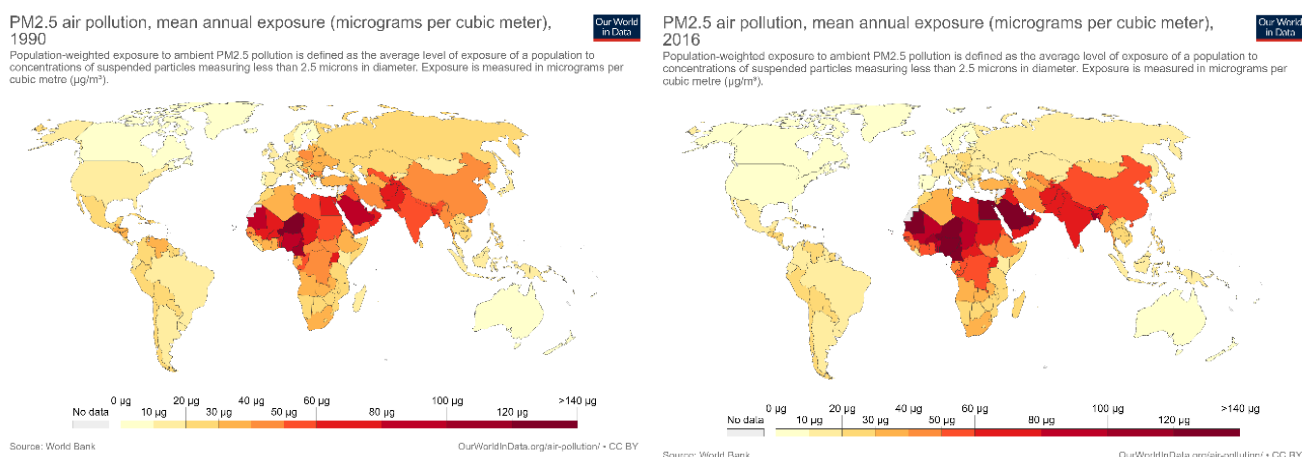 PM2.5 air pollution, mean annual exposure (micrograms per cubic meter),
1990
Our World
in Data
Population-weighted exposure to ambient PM2.5 pollution is defined as the average level of exposure of a population to
concentrations of suspended particles measuring less than 2.5 microns in diameter. Exposure is measured in micrograms per
cubic metre (µg/m³).
No data
0 µg
10 µg
20 µg
30 µg
40 µg
50 µg
60 µg
80 µg
100 µg
120 µg
>140 µg
Source: World Bank
OurWorldInData.org/air-pollution/ • CC BY
PM2.5 air pollution, mean annual exposure (micrograms per cubic meter),
2016
Our World
in Data
Population-weighted exposure to ambient PM2.5 pollution is defined as the average level of exposure of a population to
concentrations of suspended particles measuring less than 2.5 microns in diameter. Exposure is measured in micrograms per
cubic metre (µg/m³).
No data
0 µg
10 µg
20 µg
30 µg
40 µg
50 µg
60 µg
80 µg
100 µg
120 µg
>140 µg
Source: World Bank
OurWorldInData.org/air-pollution/ • CC BY